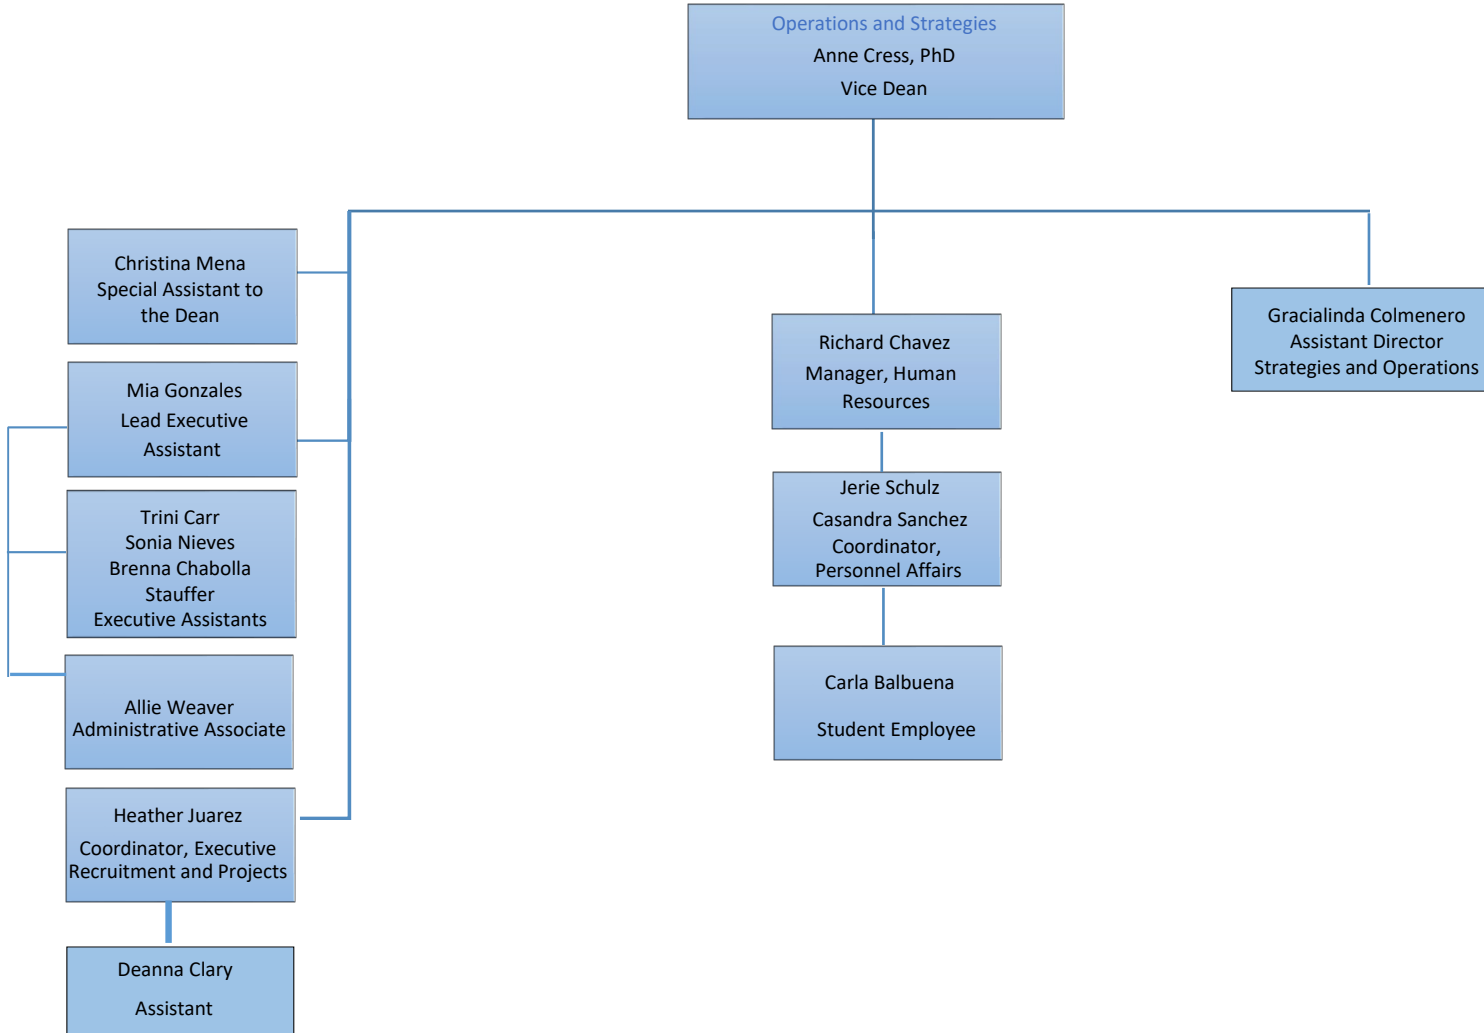 Operations and Strategies
Anne Cress, PhD
Vice Dean
Christina Mena
Special Assistant to
the Dean
Mia Gonzales
Lead Executive
Assistant
Trini Carr
Sonia Nieves
Brenna Chabolla
Stauffer
Executive Assistants
Allie Weaver
Administrative Associate
Heather Juarez
Coordinator, Executive
Recruitment and Projects
Deanna Clary
Assistant
Richard Chavez
Manager, Human
Resources
Jerie Schulz
Casandra Sanchez
Coordinator,
Personnel Affairs
Carla Balbuena
Student Employee
Gracialinda Colmenero
Assistant Director
Strategies and Operations